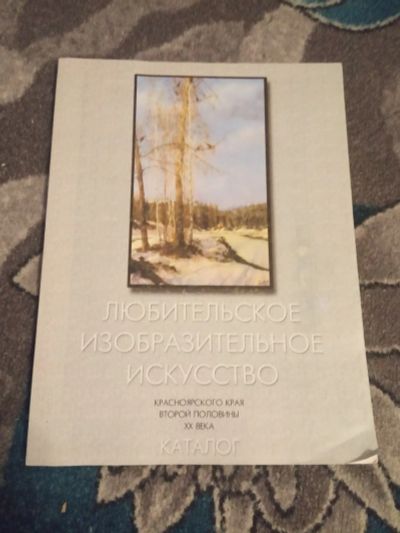 ЛЮБИТЕЛЬСКОЕ
ИЗОБРАЗИТЕЛЬНОЕ
ИСКУССТВО
КРАСНОЯРСКОГО КРАЯ
ВТОРОЙ ПОЛОВИНЫ
XX ВЕКА
КАТАЛОГ